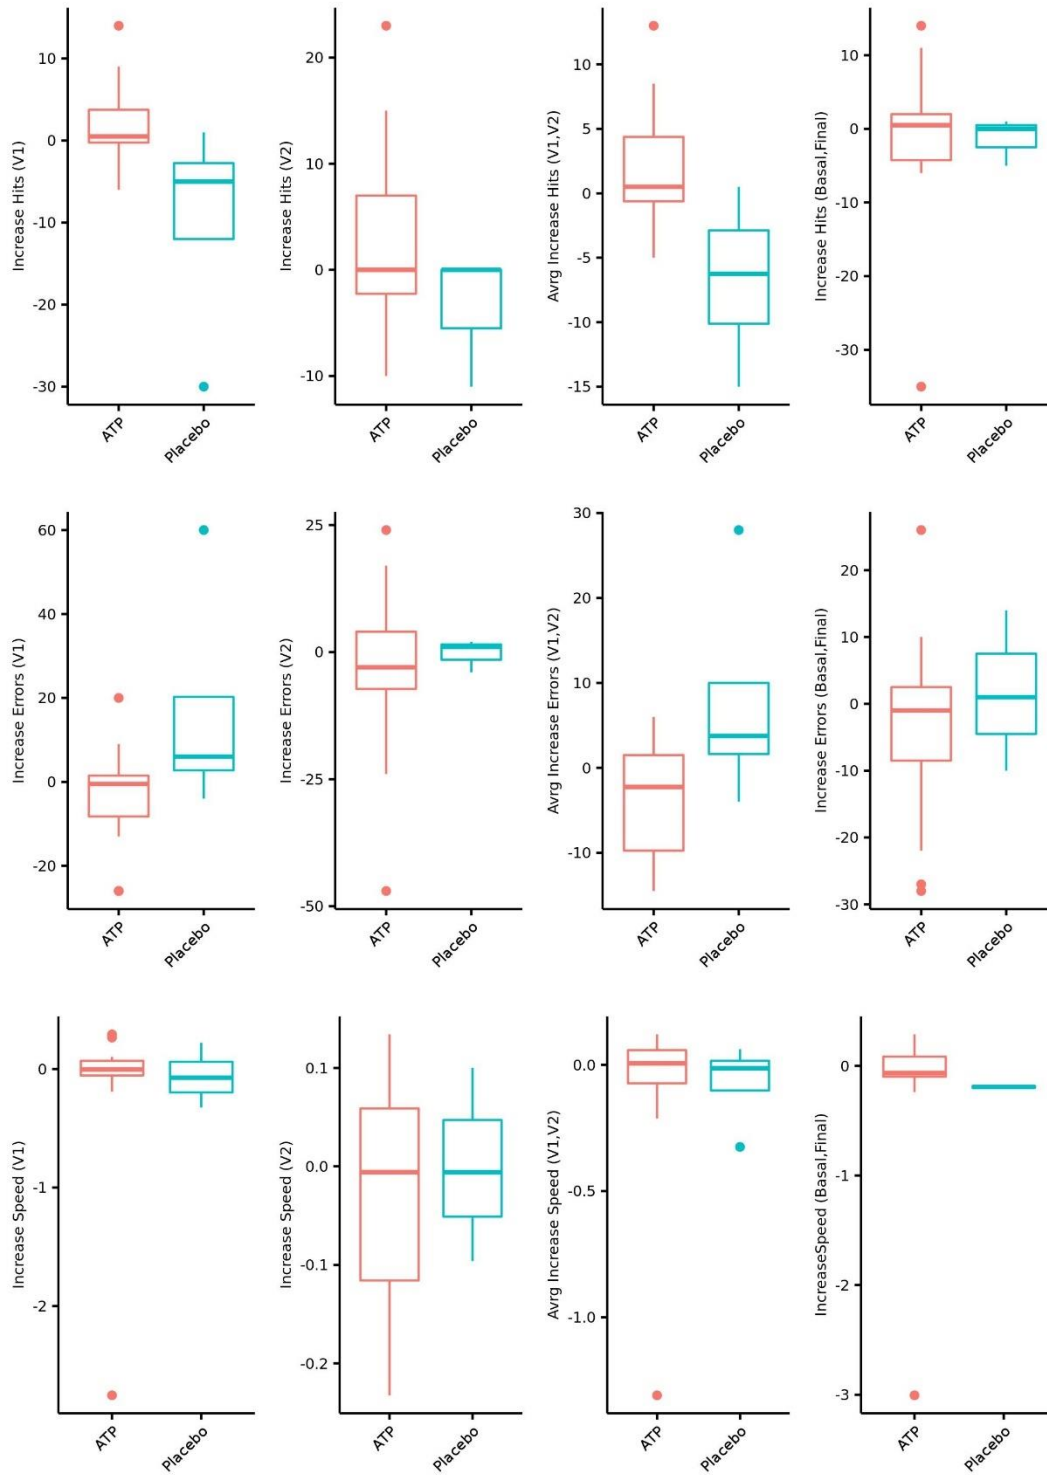 Increase Hits (V1)
10
0
-10
-20
-30
ATP
Placebo
Increase Hits (V2)
20
10
0
-10
ATP
Placebo
Avrg Increase Hits (V1,V2)
10
5
0
-5
-10
-15
ATP
Placebo
Increase Hits (Basal,Final)
10
0
-10
-20
-30
ATP
Placebo
Increase Errors (V1)
60
40
20
0
-20
ATP
Placebo
Increase Errors (V2)
25
0
-25
-50
ATP
Placebo
Avrg Increase Errors (V1,V2)
30
20
10
0
-10
ATP
Placebo
Increase Errors (Basal,Final)
20
10
0
-10
-20
-30
ATP
Placebo
Increase Speed (V1)
0
-1
-2
ATP
Placebo
Increase Speed (V2)
0.1
0.0
-0.1
-0.2
ATP
Placebo
Avrg Increase Speed (V1,V2)
0.0
-0.5
-1.0
ATP
Placebo
IncreaseSpeed (Basal,Final)
0
-1
-2
-3
ATP
Placebo